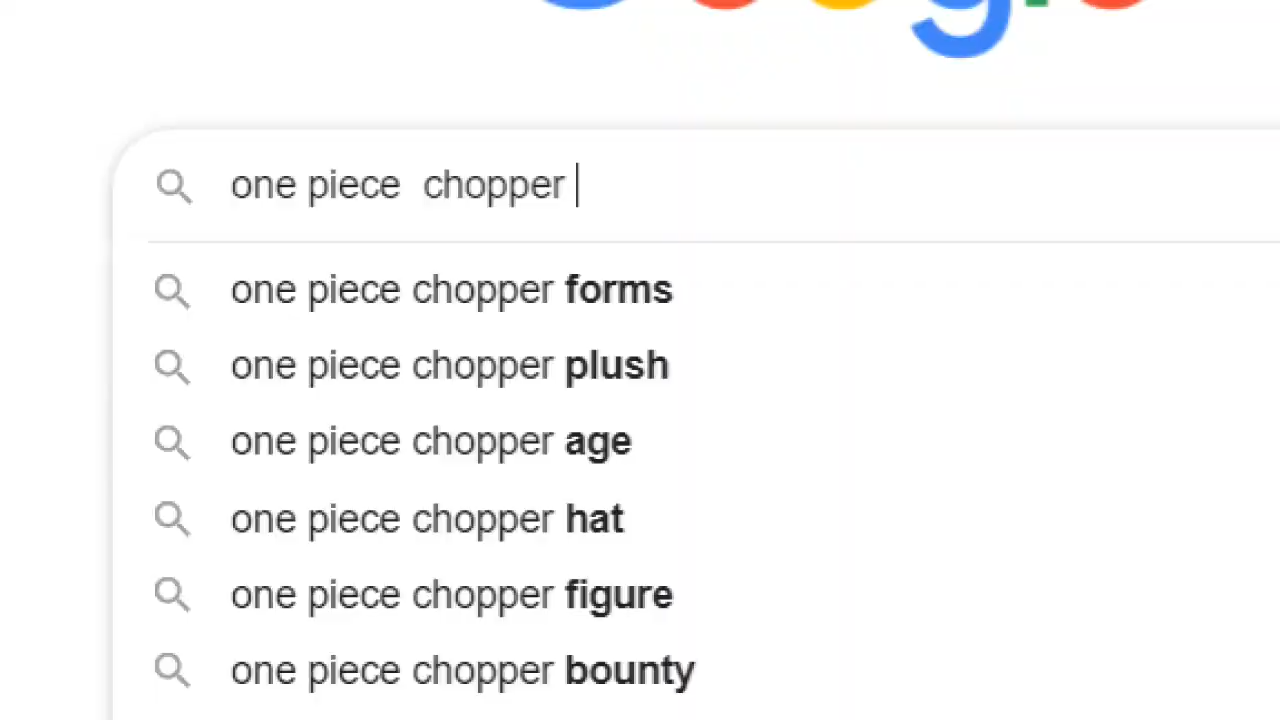 one piece  chopper
one piece chopper forms
one piece chopper plush
one piece chopper age
one piece chopper hat
one piece chopper figure
one piece chopper bounty